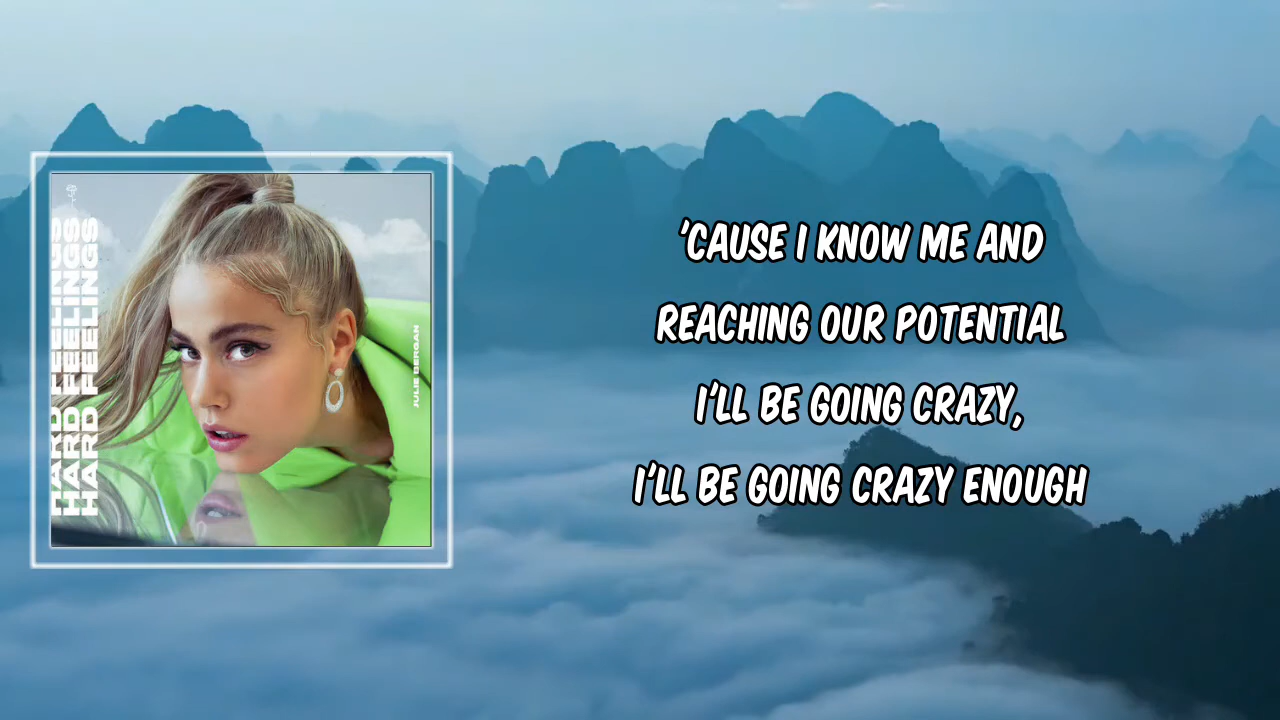 HARD FEELINGS
HARD FEELINGS
HARD FEELINGS
JULIE BERGAN
'CAUSE I KNOW ME AND
REACHING OUR POTENTIAL
I'LL BE GOING CRAZY,
I'LL BE GOING CRAZY ENOUGH